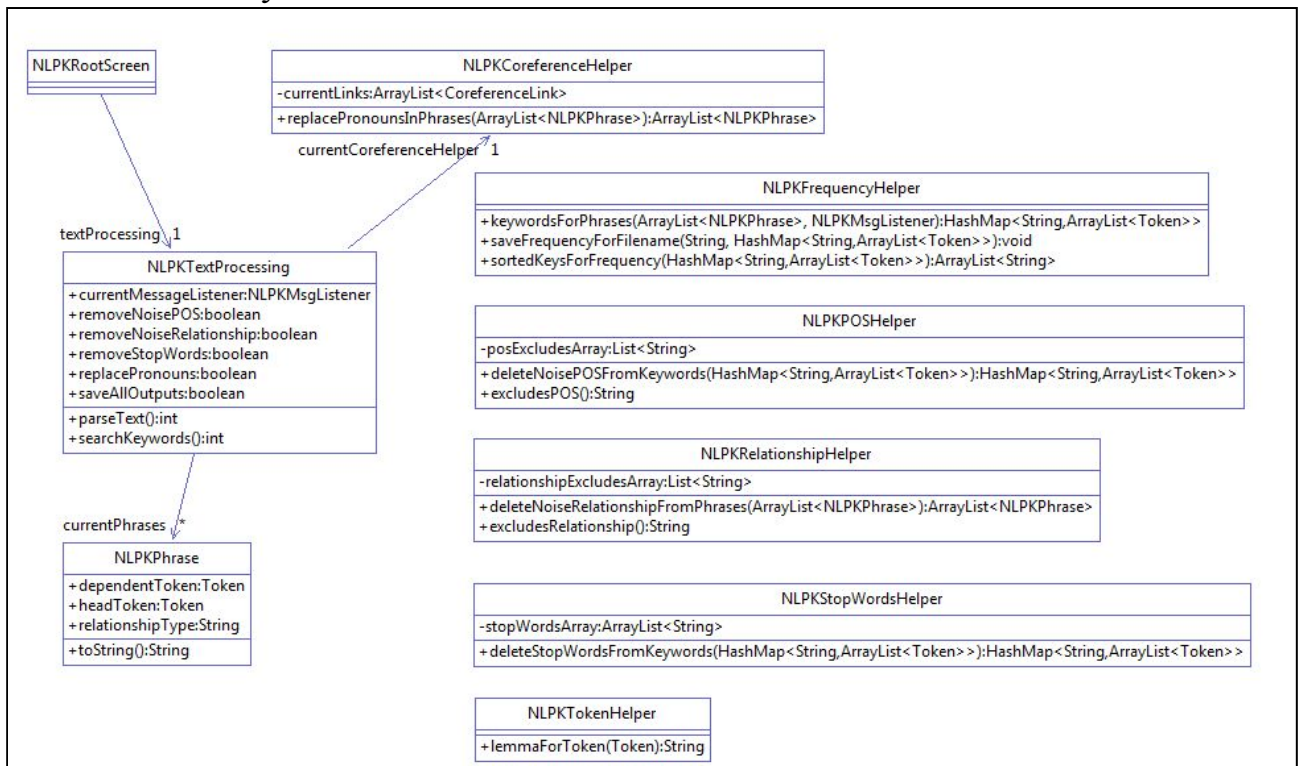 NLPKRootScreen
NLPKCoreferenceHelper
-currentLinks:ArrayList<CoreferenceLink>
+replacePronounsInPhrases(ArrayList<NLPKPhrase>):ArrayList<NLPKPhrase>
currentCoreferenceHelper 1
textProcessing 1
NLPKTextProcessing
+currentMessageListener:NLPKMsgListener
+removeNoisePOS:boolean
+removeNoiseRelationship:boolean
+removeStopWords:boolean
+replacePronouns:boolean
+saveAllOutputs:boolean
+parseText():int
+searchKeywords():int
currentPhrases *
NLPKPhrase
+dependentToken:Token
+headToken:Token
+relationshipType:String
+toString():String
NLPKFrequencyHelper
+keywordsForPhrases(ArrayList<NLPKPhrase>, NLPKMsgListener):HashMap<String,ArrayList<Token>>
+saveFrequencyForFilename(String, HashMap<String,ArrayList<Token>>):void
+sortedKeysForFrequency(HashMap<String,ArrayList<Token>>):ArrayList<String>
NLPKPOSHelper
-posExcludesArray:List<String>
+deleteNoisePOSFromKeywords(HashMap<String,ArrayList<Token>>):HashMap<String,ArrayList<Token>>
+excludesPOS():String
NLPKRelationshipHelper
-relationshipExcludesArray:List<String>
+deleteNoiseRelationshipFromPhrases(ArrayList<NLPKPhrase>):ArrayList<NLPKPhrase>
+excludesRelationship():String
NLPKStopWordsHelper
-stopWordsArray:ArrayList<String>
+deleteStopWordsFromKeywords(HashMap<String,ArrayList<Token>>):HashMap<String,ArrayList<Token>>
NLPKTokenHelper
+lemmaForToken(Token):String